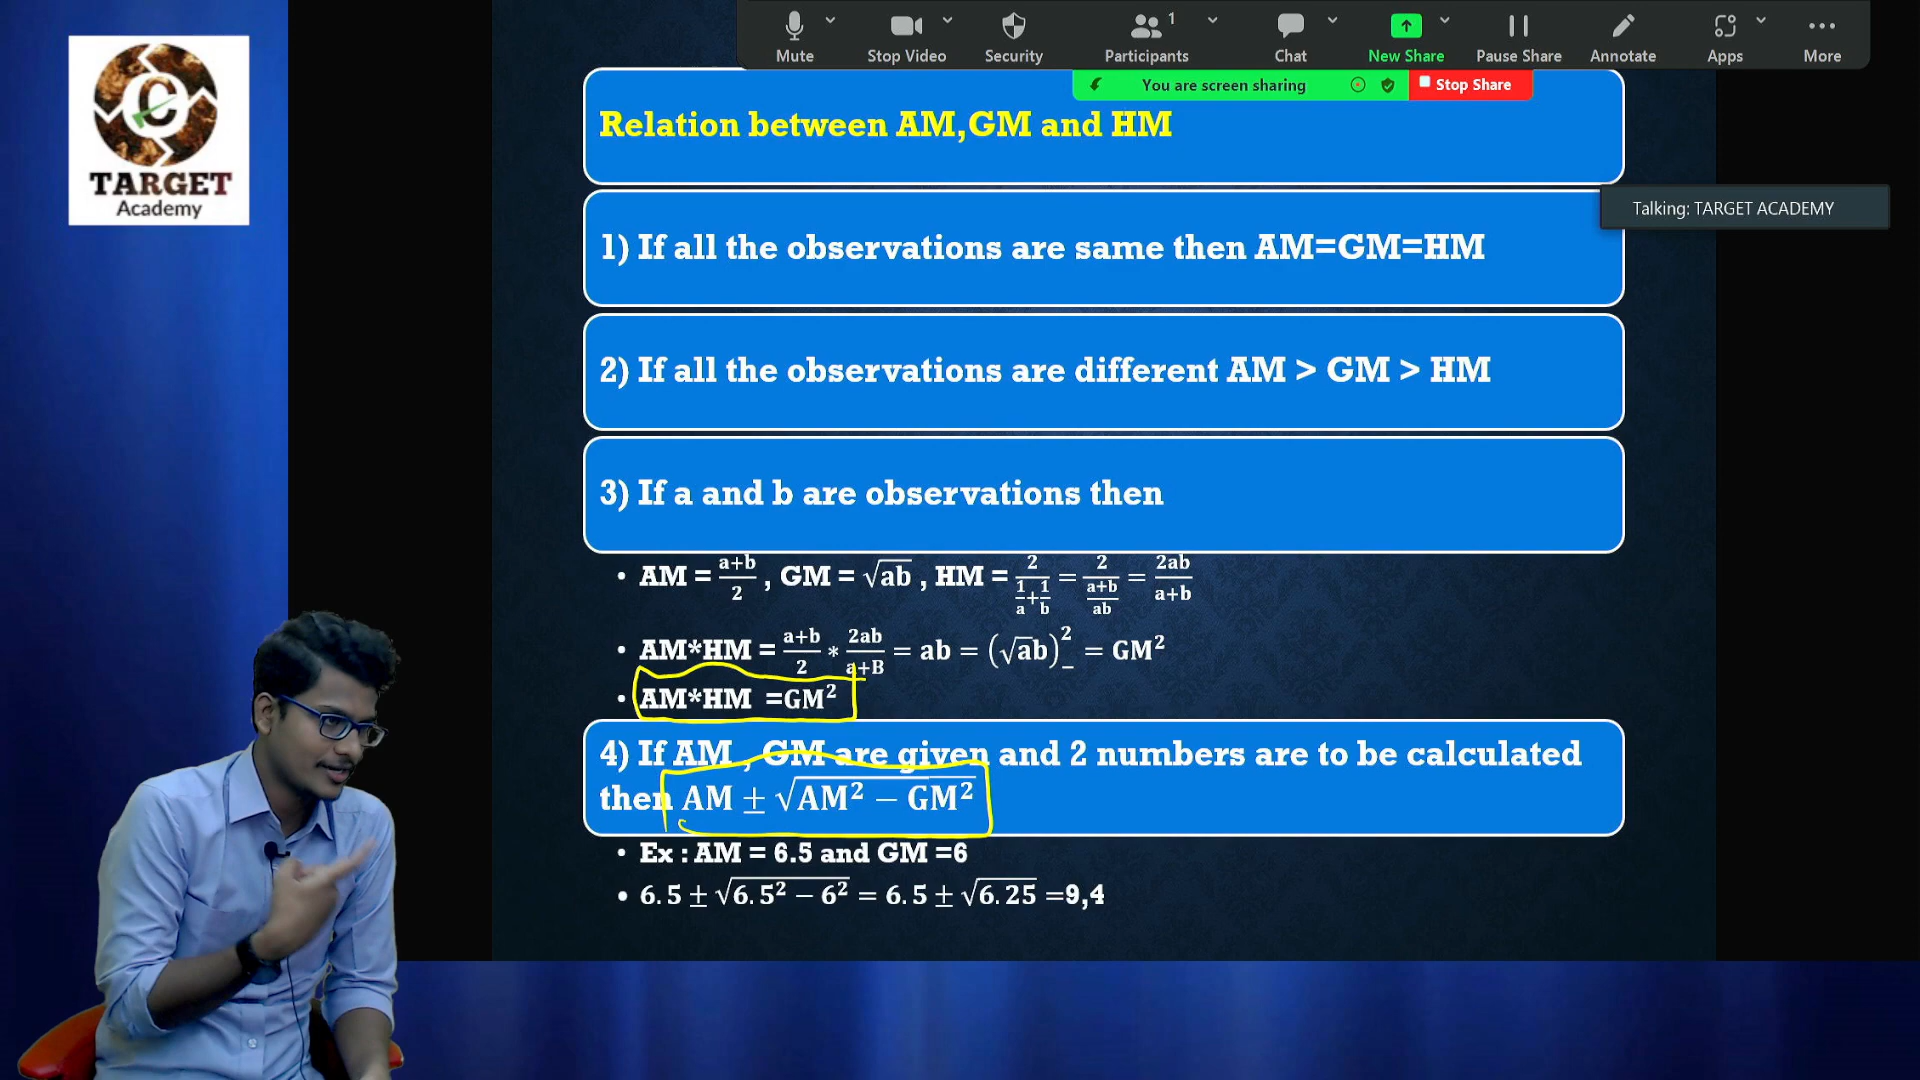 Mute
Stop Video
Security
Participants
1
Chat
New Share
Pause Share
Annotate
Apps
More
You are screen sharing
Stop Share
C
TARGET
Academy
Talking: TARGET ACADEMY
Relation between AM,GM and HM
1) If all the observations are same then AM=GM=HM
2) If all the observations are different AM > GM > HM
3) If a and b are observations then
• AM = (a+b)/2 , GM = √ab , HM = 2/(1/a+1/b) = 2/((a+b)/ab) = 2ab/(a+b)
• AM*HM = (a+b)/2 * 2ab/(a+B) = ab = (√ab)² = GM²
• AM*HM =GM²
4) If AM , GM are given and 2 numbers are to be calculated
then AM ± √(AM² − GM²)
• Ex : AM = 6.5 and GM =6
• 6.5 ± √(6.5² − 6²) = 6.5 ± √6.25 =9,4